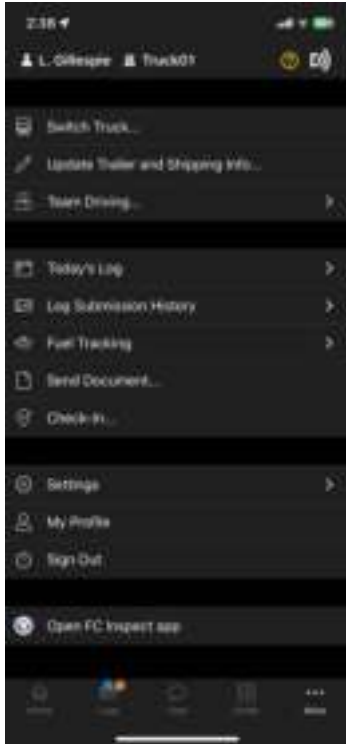 2:38
L. Gillespie Truck01
Switch Truck...
Update Trailer and Shipping Info...
Team Driving...
Today's Log
Log Submission History
Fuel Tracking
Send Document...
Check-In...
Settings
My Profile
Sign Out
Open FC Inspect app
More